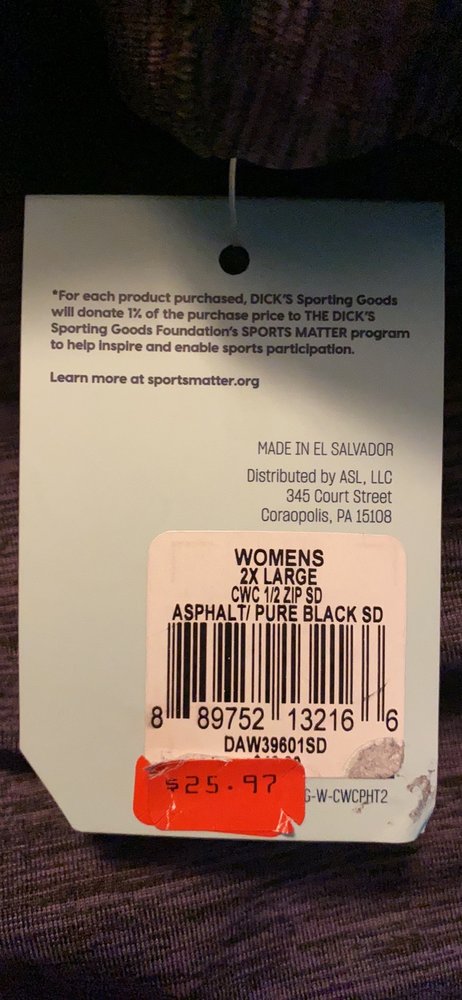 *For each product purchased, DICK'S Sporting Goods
will donate 1% of the purchase price to THE DICK'S
Sporting Goods Foundation's SPORTS MATTER program
to help inspire and enable sports participation.
Learn more at sportsmatter.org
MADE IN EL SALVADOR
Distributed by ASL, LLC
345 Court Street
Coraopolis, PA 15108
WOMENS
2X LARGE
CWC 1/2 ZIP SD
ASPHALT/ PURE BLACK SD
8 89752 13216 6
DAW39601SD
$25.97
G-W-CWCPHT2